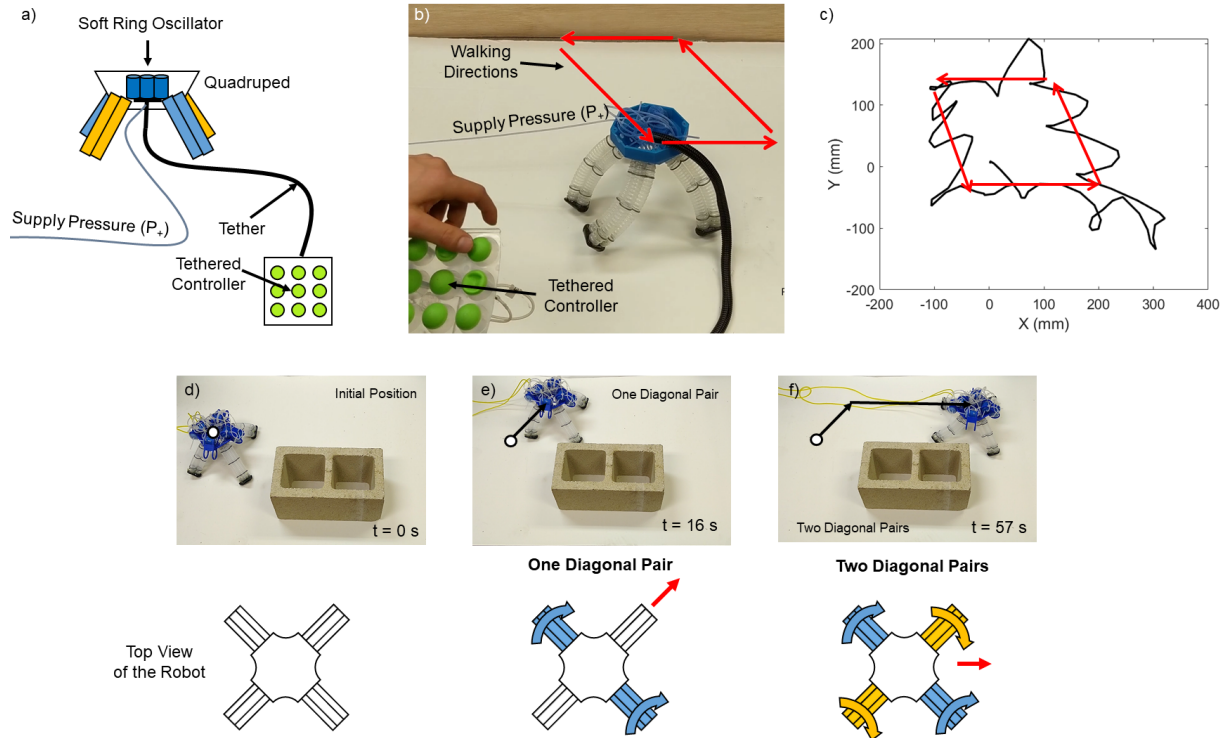 a)
Soft Ring Oscillator
Quadruped
Supply Pressure (P+)
Tether
Tethered
Controller
b)
Walking
Directions
Supply Pressure (P+)
Tethered
Controller
c)
200
100
0
-100
-200
Y (mm)
-200
-100
0
100
200
300
400
X (mm)
d)
Initial Position
t = 0 s
e)
One Diagonal Pair
t = 16 s
f)
Two Diagonal Pairs
t = 57 s
One Diagonal Pair
Two Diagonal Pairs
Top View
of the Robot